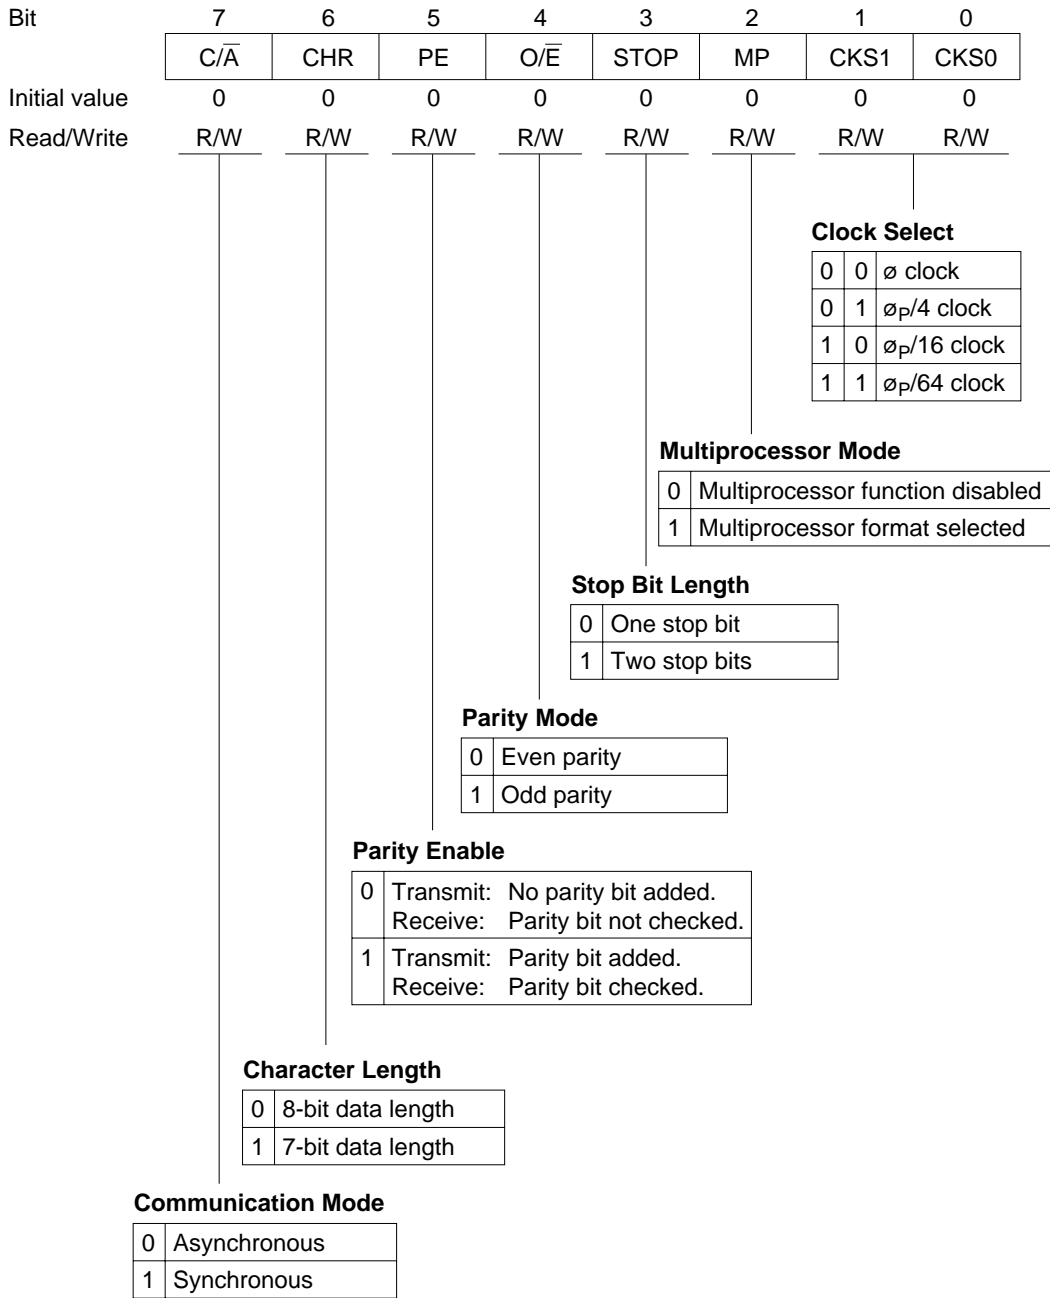 Bit 7 6 5 4 3 2 1 0
C/A̅ CHR PE O/E̅ STOP MP CKS1 CKS0
Initial value 0 0 0 0 0 0 0 0
Read/Write R/W R/W R/W R/W R/W R/W R/W R/W
Clock Select
0 0 ø clock
0 1 øP/4 clock
1 0 øP/16 clock
1 1 øP/64 clock
Multiprocessor Mode
0 Multiprocessor function disabled
1 Multiprocessor format selected
Stop Bit Length
0 One stop bit
1 Two stop bits
Parity Mode
0 Even parity
1 Odd parity
Parity Enable
0 Transmit: No parity bit added.
Receive: Parity bit not checked.
1 Transmit: Parity bit added.
Receive: Parity bit checked.
Character Length
0 8-bit data length
1 7-bit data length
Communication Mode
0 Asynchronous
1 Synchronous